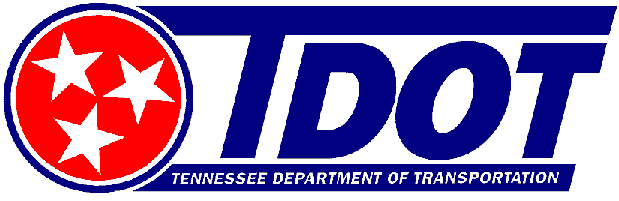 TDOT
TENNESSEE DEPARTMENT OF TRANSPORTATION